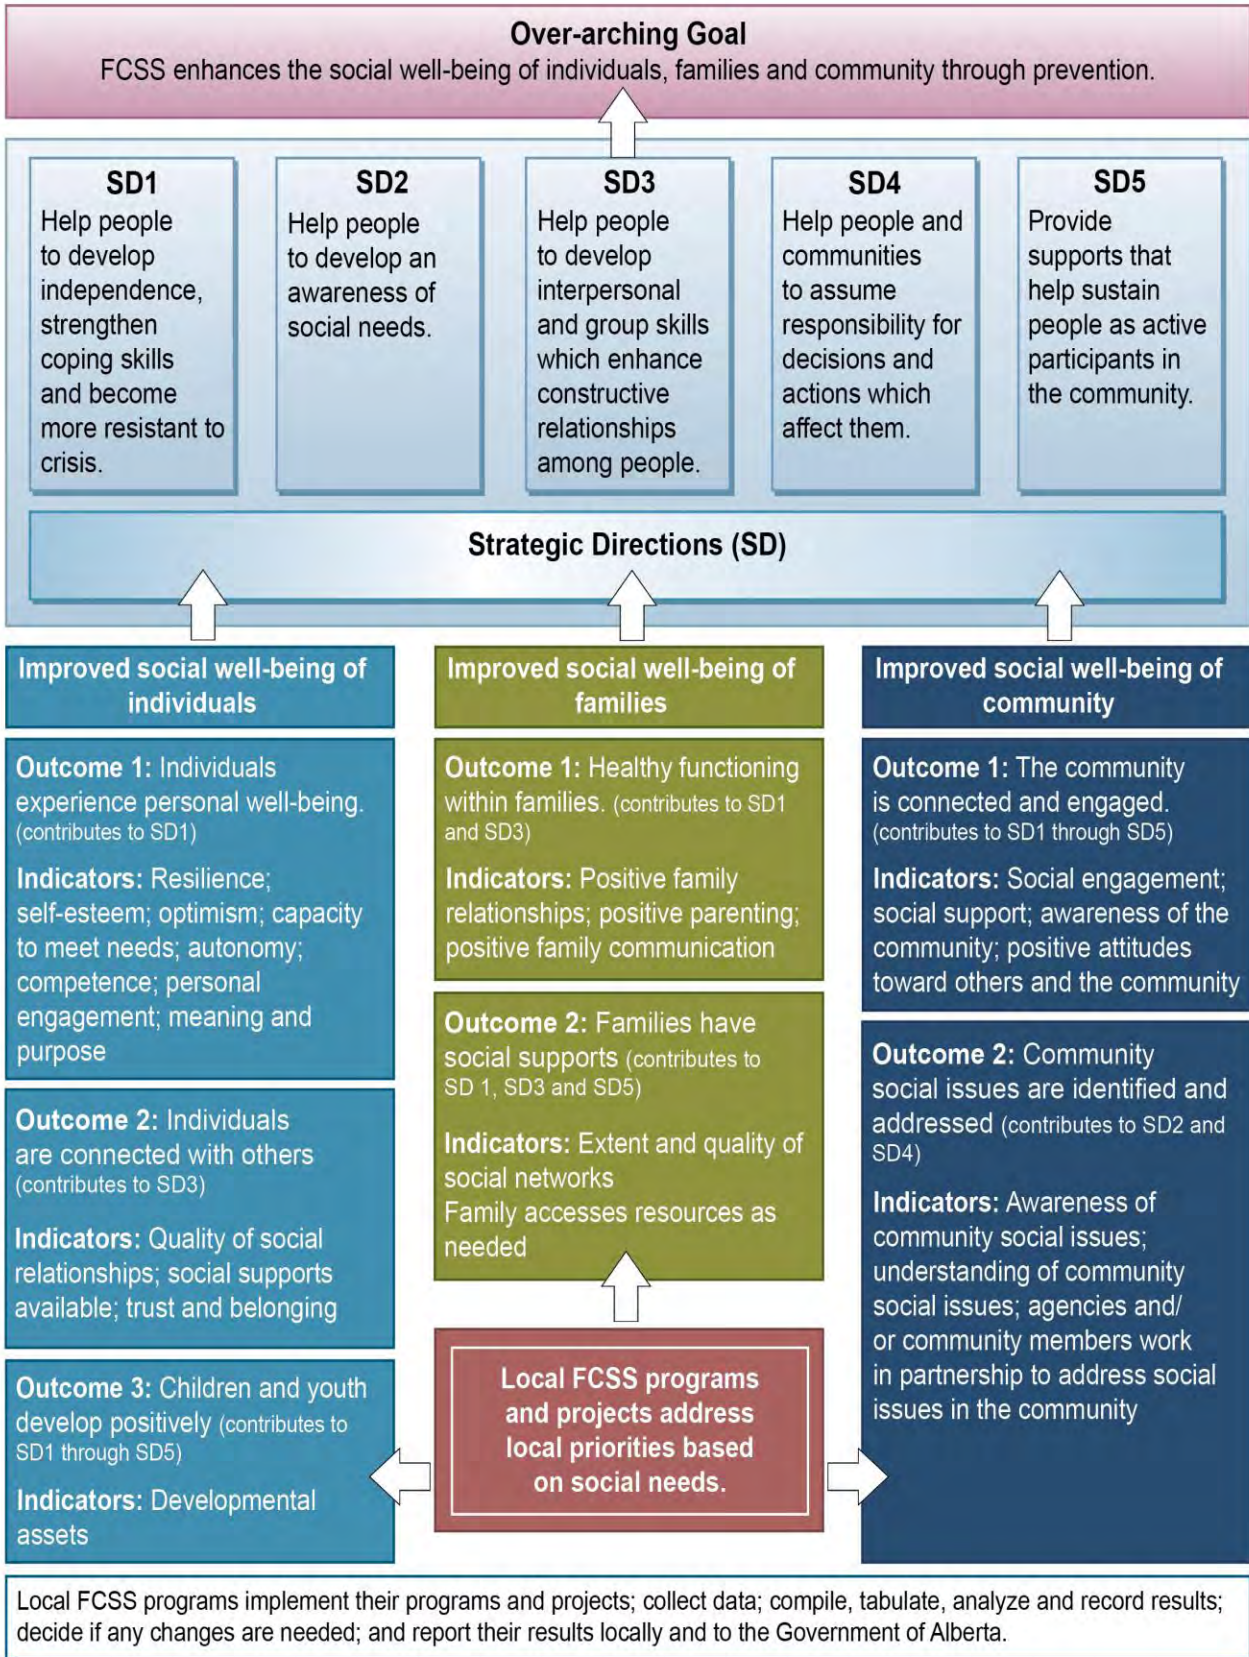 Over-arching Goal
FCSS enhances the social well-being of individuals, families and community through prevention.
SD1
Help people
to develop
independence,
strengthen
coping skills
and become
more resistant to
crisis.
SD2
Help people
to develop an
awareness of
social needs.
SD3
Help people
to develop
interpersonal
and group skills
which enhance
constructive
relationships
among people.
SD4
Help people and
communities
to assume
responsibility for
decisions and
actions which
affect them.
SD5
Provide
supports that
help sustain
people as active
participants in
the community.
Strategic Directions (SD)
Improved social well-being of
individuals
Outcome 1: Individuals
experience personal well-being.
(contributes to SD1)
Indicators: Resilience;
self-esteem; optimism; capacity
to meet needs; autonomy;
competence; personal
engagement; meaning and
purpose
Outcome 2: Individuals
are connected with others
(contributes to SD3)
Indicators: Quality of social
relationships; social supports
available; trust and belonging
Outcome 3: Children and youth
develop positively (contributes to
SD1 through SD5)
Indicators: Developmental
assets
Improved social well-being of
families
Outcome 1: Healthy functioning
within families. (contributes to SD1
and SD3)
Indicators: Positive family
relationships; positive parenting;
positive family communication
Outcome 2: Families have
social supports (contributes to
SD 1, SD3 and SD5)
Indicators: Extent and quality of
social networks
Family accesses resources as
needed
Local FCSS programs
and projects address
local priorities based
on social needs.
Improved social well-being of
community
Outcome 1: The community
is connected and engaged.
(contributes to SD1 through SD5)
Indicators: Social engagement;
social support; awareness of the
community; positive attitudes
toward others and the community
Outcome 2: Community
social issues are identified and
addressed (contributes to SD2 and
SD4)
Indicators: Awareness of
community social issues;
understanding of community
social issues; agencies and/
or community members work
in partnership to address social
issues in the community
Local FCSS programs implement their programs and projects; collect data; compile, tabulate, analyze and record results;
decide if any changes are needed; and report their results locally and to the Government of Alberta.